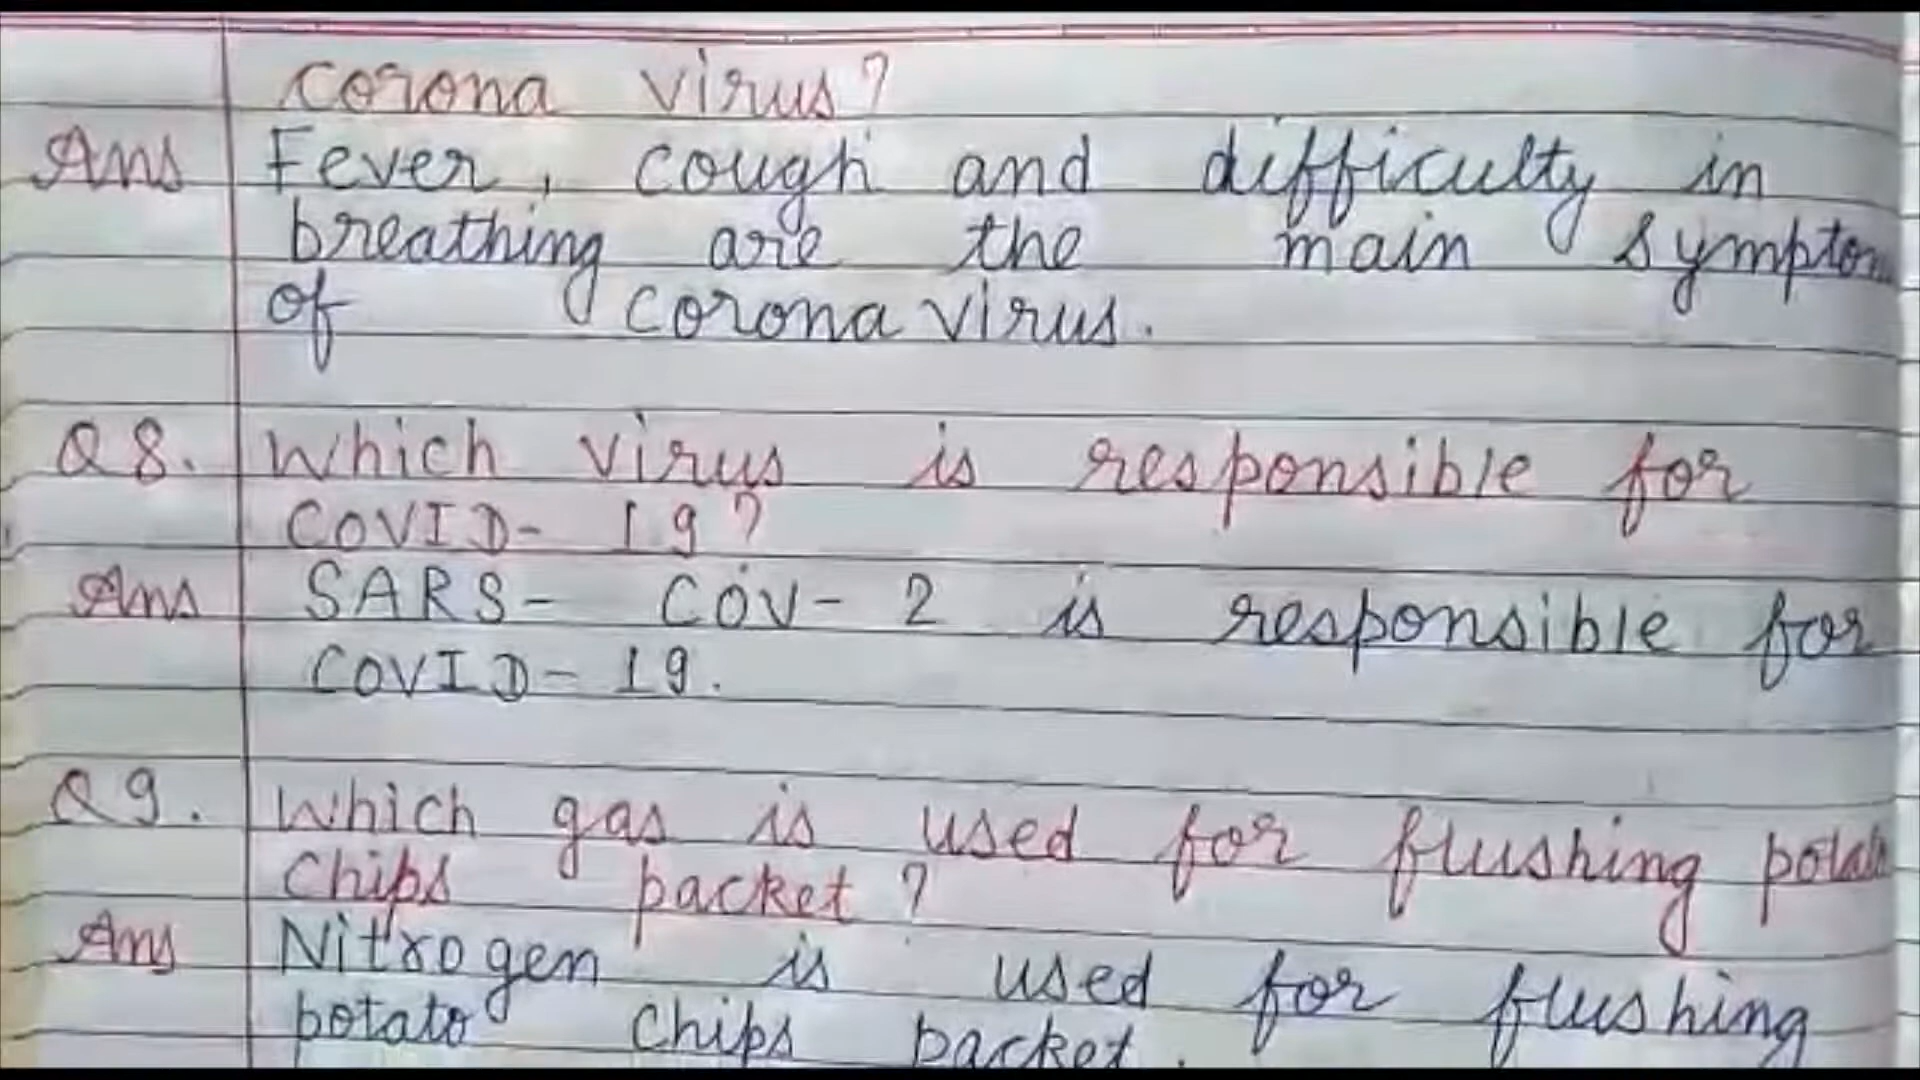 corona virus?
Ans Fever, cough and difficulty in
breathing are the main symptom
of corona virus.
Q8. Which virus is responsible for
COVID- 19?
Ans SARS- COV- 2 is responsible for
COVID- 19.
Q9. Which gas is used for flushing potato
Chips packet?
Ans Nitrogen is used for flushing
potato Chips packet.